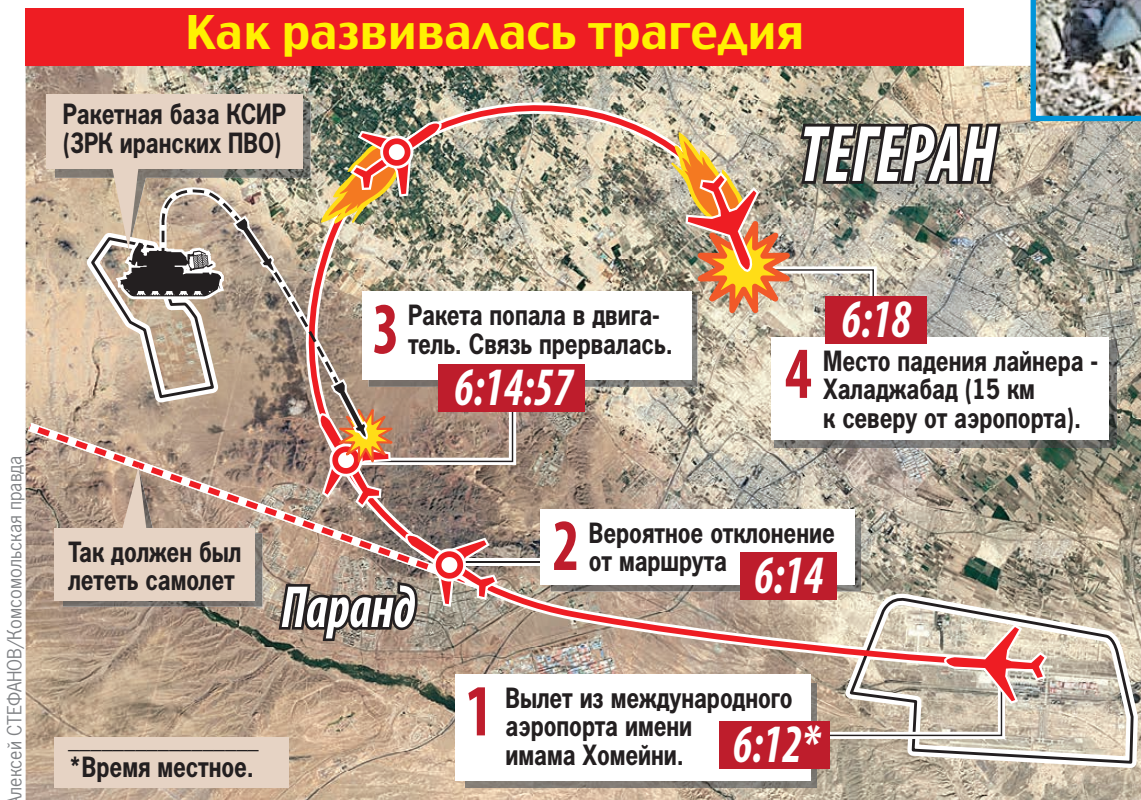 Как развивалась трагедия
Ракетная база КСИР
(ЗРК иранских ПВО)
ТЕГЕРАН
3 Ракета попала в двига-
тель. Связь прервалась.
6:14:57
6:18
4 Место падения лайнера -
Халаджабад (15 км
к северу от аэропорта).
Так должен был
лететь самолет
2 Вероятное отклонение
от маршрута 6:14
Паранд
1 Вылет из международного
аэропорта имени
имама Хомейни. 6:12*
*Время местное.
Алексей СТЕФАНОВ/Комсомольская правда